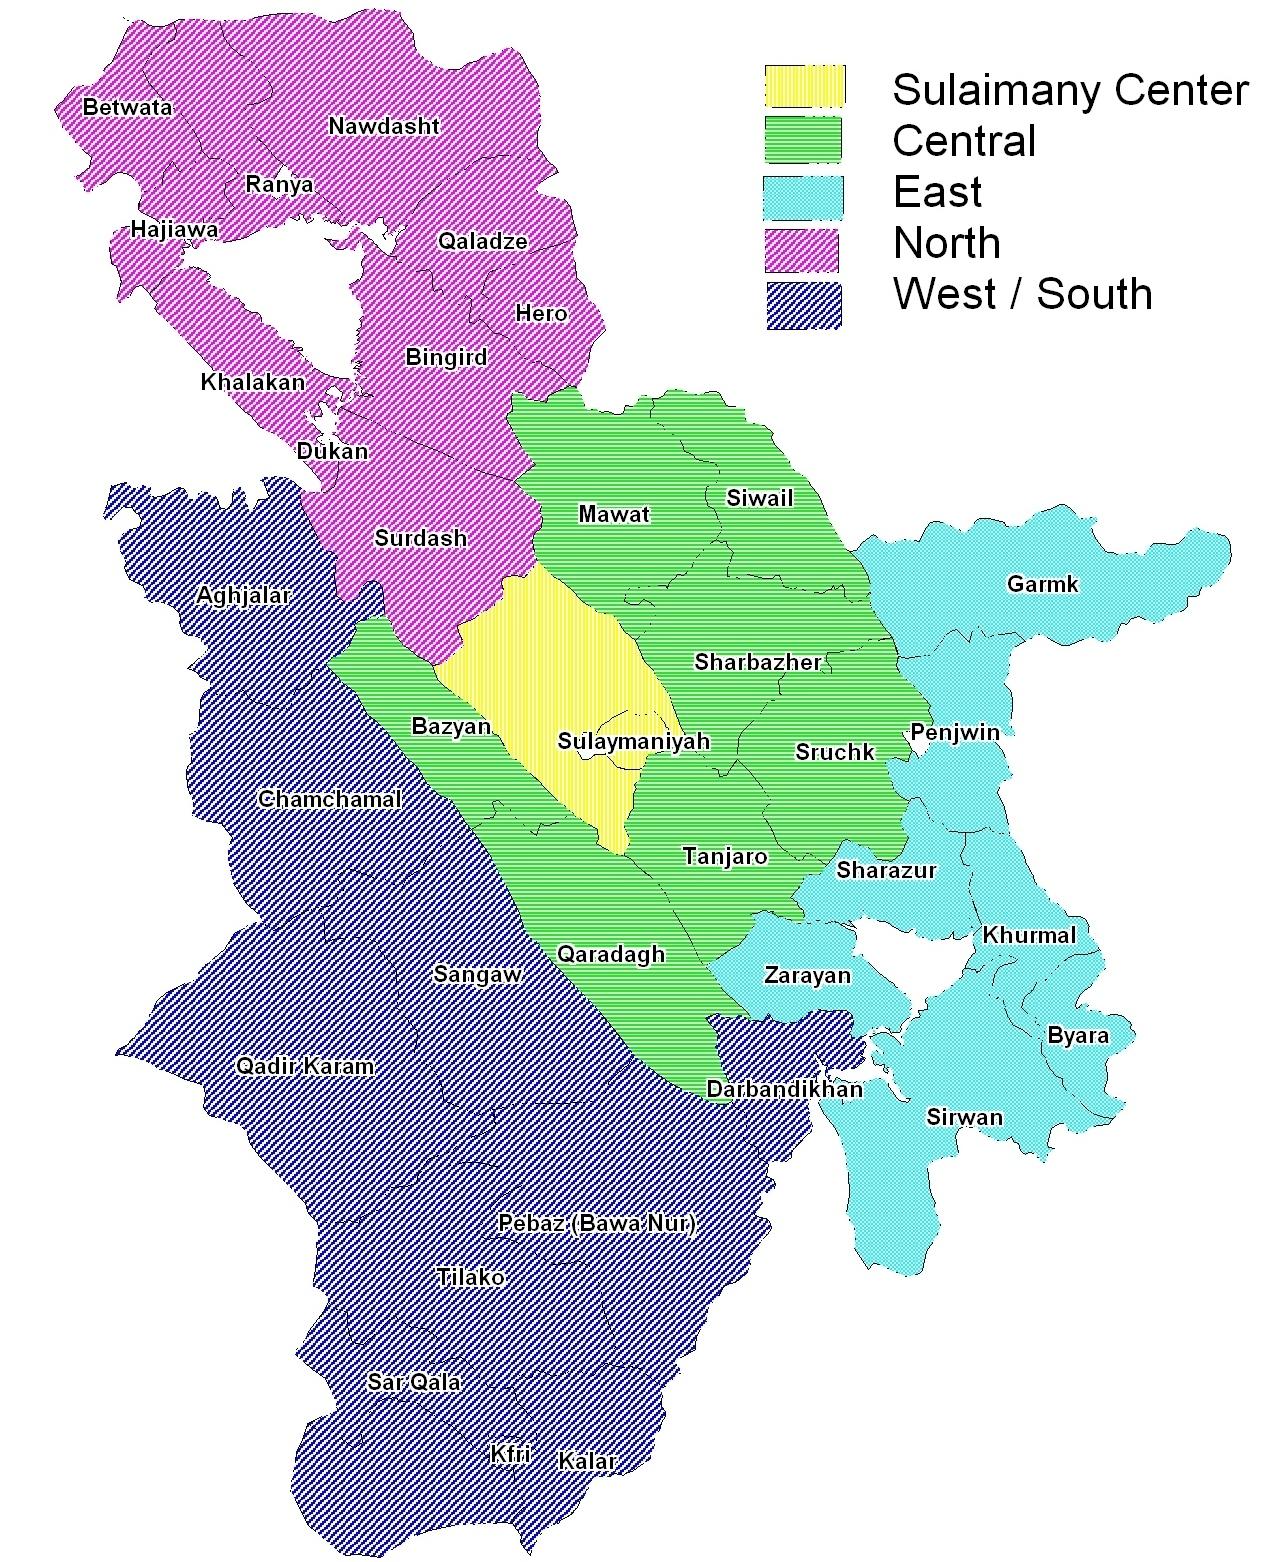 Sulaimany Center
Central
East
North
West / South
Betwata
Nawdasht
Ranya
Hajiawa
Qaladze
Hero
Bingird
Khalakan
Dukan
Surdash
Mawat
Siwail
Aghjalar
Garmk
Sharbazher
Bazyan
Sulaymaniyah
Sruchk
Penjwin
Chamchamal
Tanjaro
Sharazur
Khurmal
Qaradagh
Sangaw
Zarayan
Byara
Qadir Karam
Darbandikhan
Sirwan
Pebaz (Bawa Nur)
Tilako
Sar Qala
Kfri
Kalar